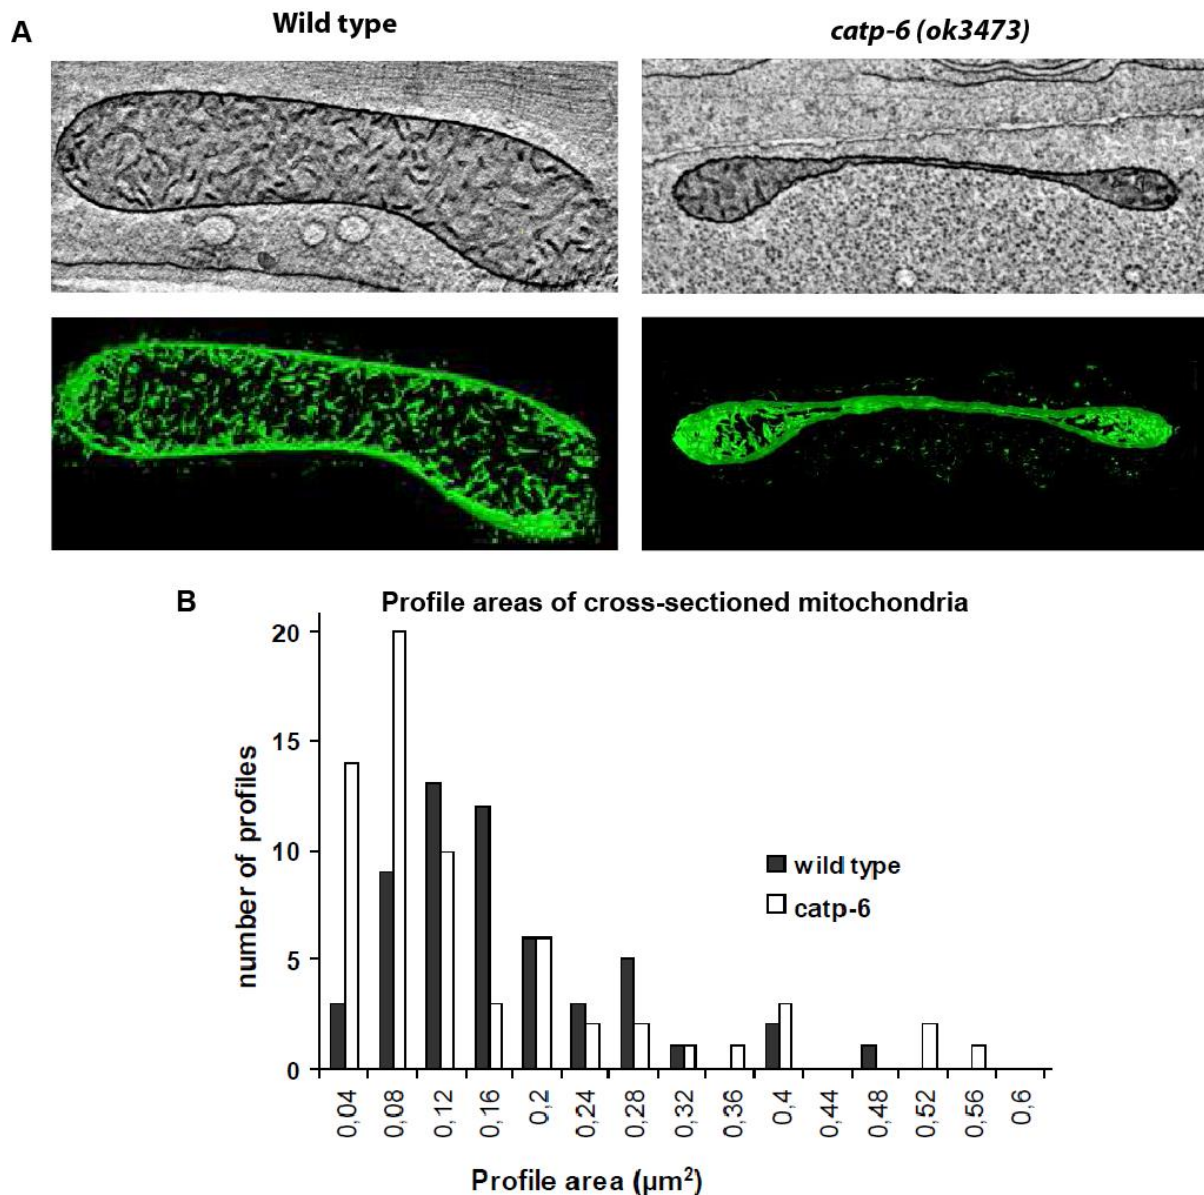 A
Wild type
catp-6 (ok3473)
B
Profile areas of cross-sectioned mitochondria
number of profiles
20
15
10
5
0
wild type
catp-6
0,04
0,08
0,12
0,16
0,2
0,24
0,28
0,32
0,36
0,4
0,44
0,48
0,52
0,56
0,6
Profile area (µm²)